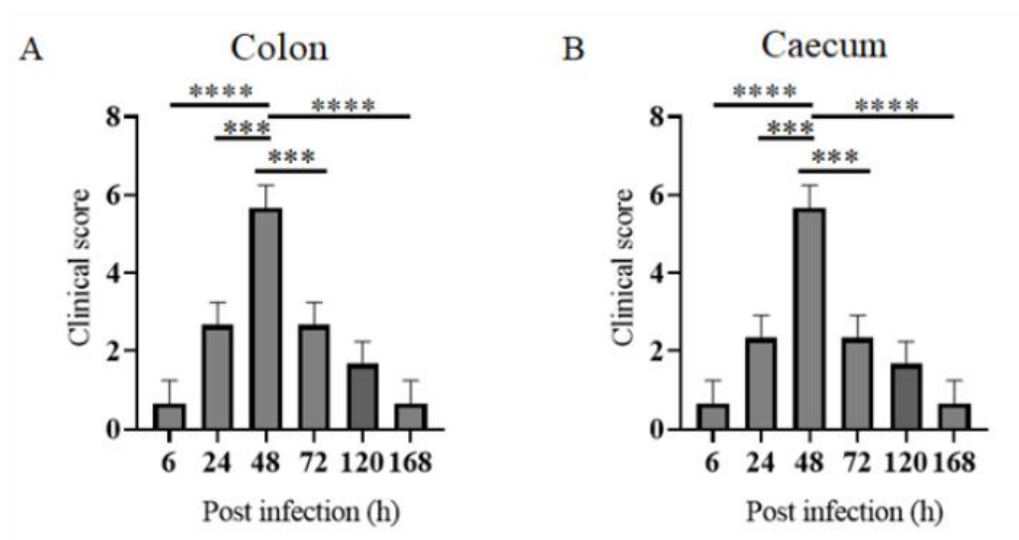 A
Colon
****
****
***
***
8
6
4
2
0
Clinical score
6 24 48 72 120 168
Post infection (h)
B
Caecum
****
****
***
***
8
6
4
2
0
Clinical score
6 24 48 72 120 168
Post infection (h)